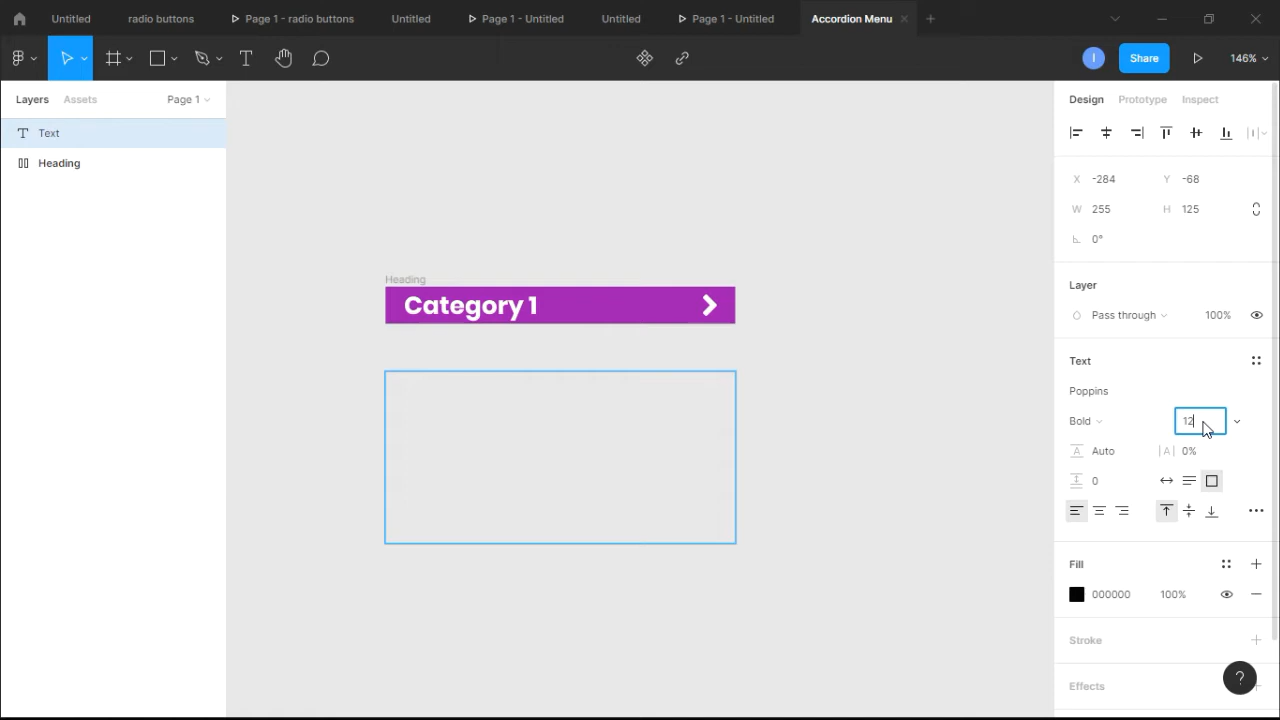 Untitled
radio buttons
Page 1 - radio buttons
Untitled
Page 1 - Untitled
Untitled
Page 1 - Untitled
Accordion Menu
I
Share
146%
Layers
Assets
Page 1
Text
Heading
Heading
Category 1
Design
Prototype
Inspect
X -284
Y -68
W 255
H 125
0°
Layer
Pass through
100%
Text
Poppins
Bold
12
Auto
|A| 0%
0
Fill
000000
100%
Stroke
Effects
?